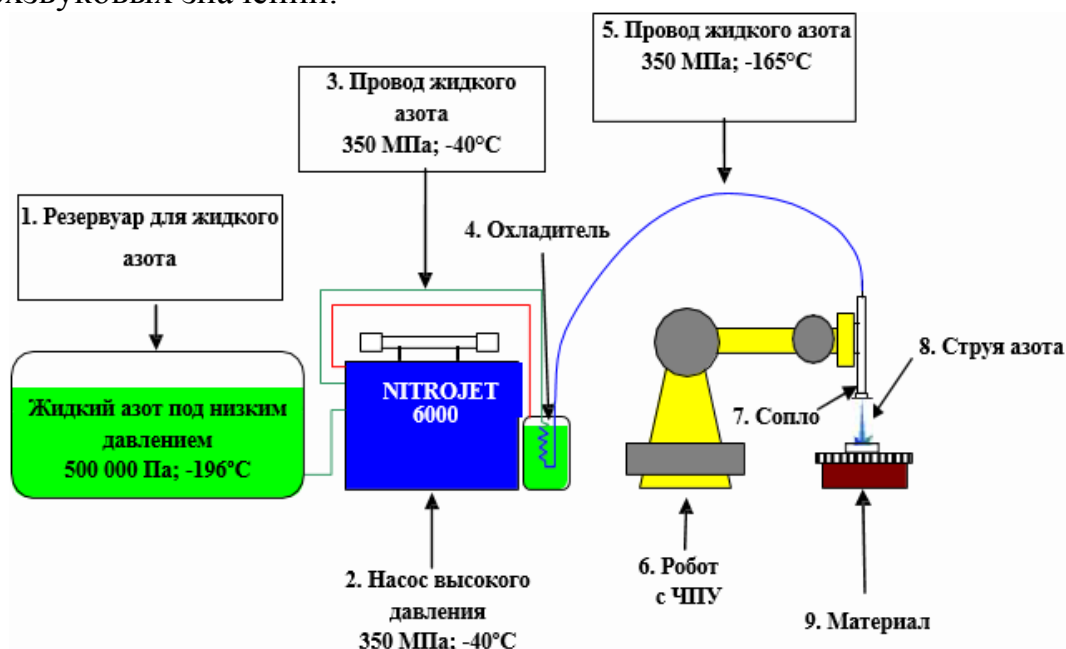 5. Провод жидкого азота
350 МПа; -165°C
3. Провод жидкого
азота
350 МПа; -40°C
1. Резервуар для жидкого
азота
4. Охладитель
8. Струя азота
NITROJET
6000
7. Сопло
Жидкий азот под низким
давлением
500 000 Па; -196°C
2. Насос высокого
давления
350 МПа; -40°C
6. Робот
с ЧПУ
9. Материал